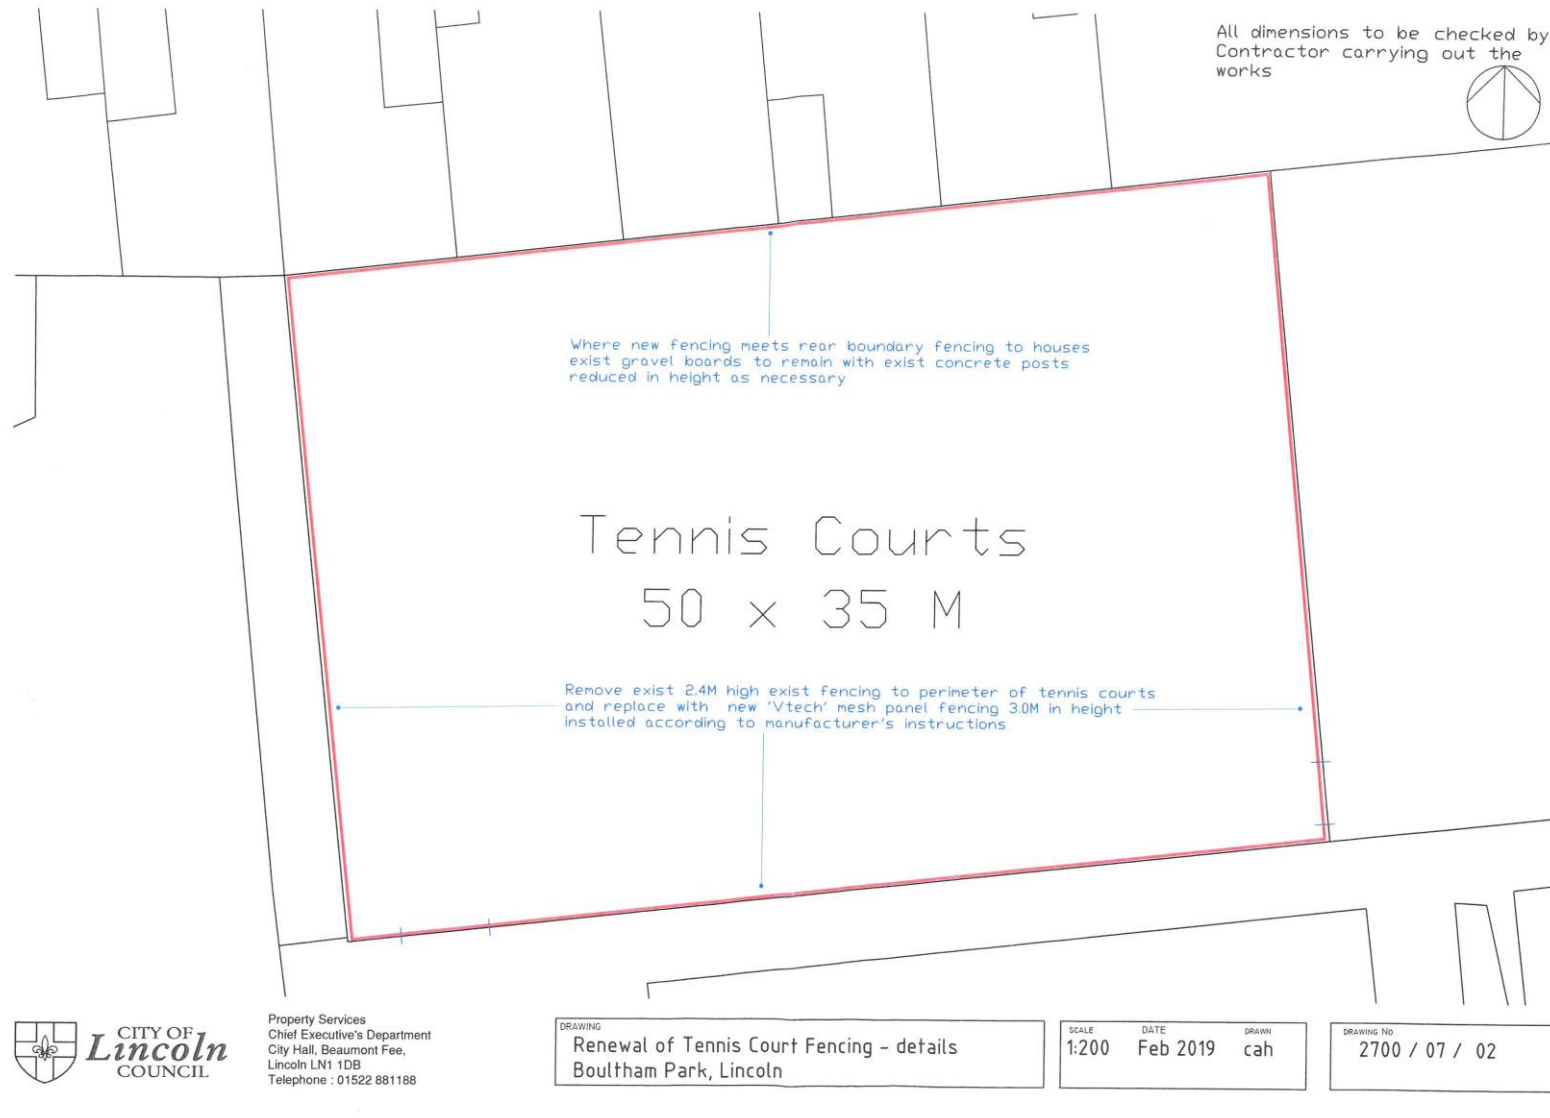 All dimensions to be checked by
Contractor carrying out the
works
Where new fencing meets rear boundary fencing to houses
exist gravel boards to remain with exist concrete posts
reduced in height as necessary
Tennis Courts
50 x 35 M
Remove exist 2.4M high exist fencing to perimeter of tennis courts
and replace with new 'Vtech' mesh panel fencing 3.0M in height
installed according to manufacturer's instructions
CITY OF
Lincoln
COUNCIL
Property Services
Chief Executive's Department
City Hall, Beaumont Fee,
Lincoln LN1 1DB
Telephone : 01522 881188
DRAWING
Renewal of Tennis Court Fencing - details
Boultham Park, Lincoln
SCALE
1:200
DATE
Feb 2019
DRAWN
cah
DRAWING No
2700 / 07 / 02